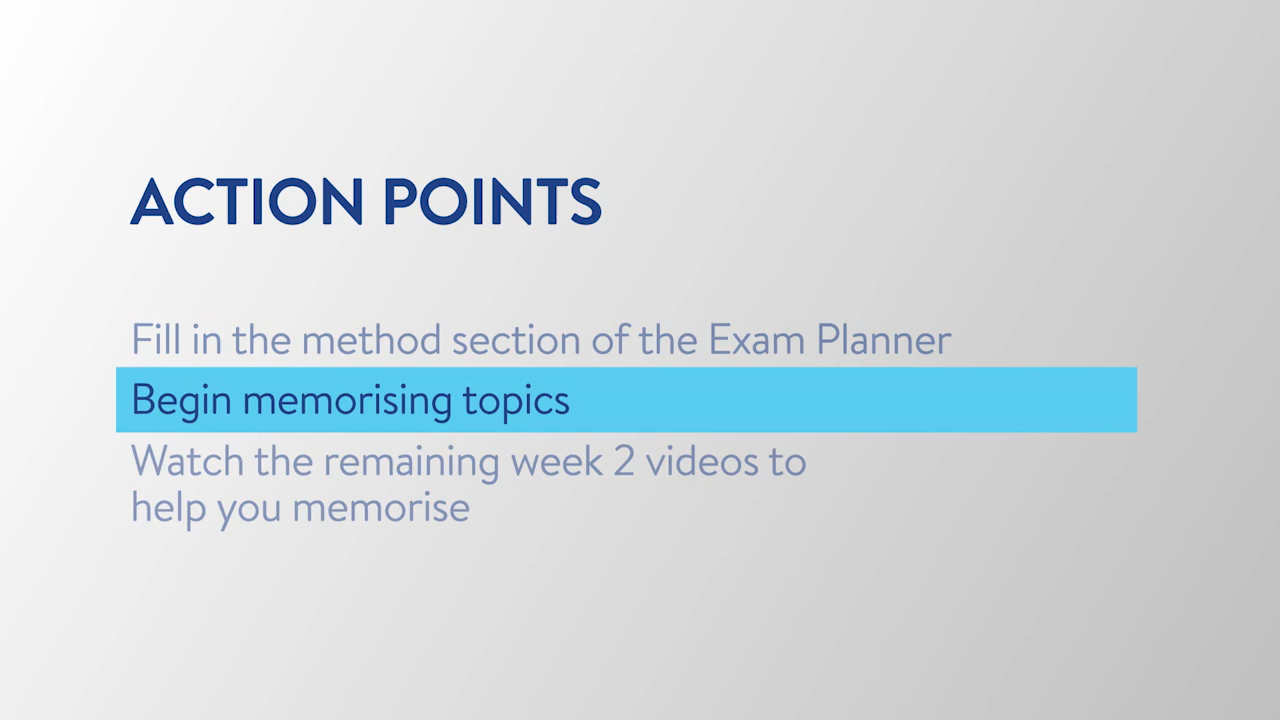 ACTION POINTS
Fill in the method section of the Exam Planner
Begin memorising topics
Watch the remaining week 2 videos to
help you memorise